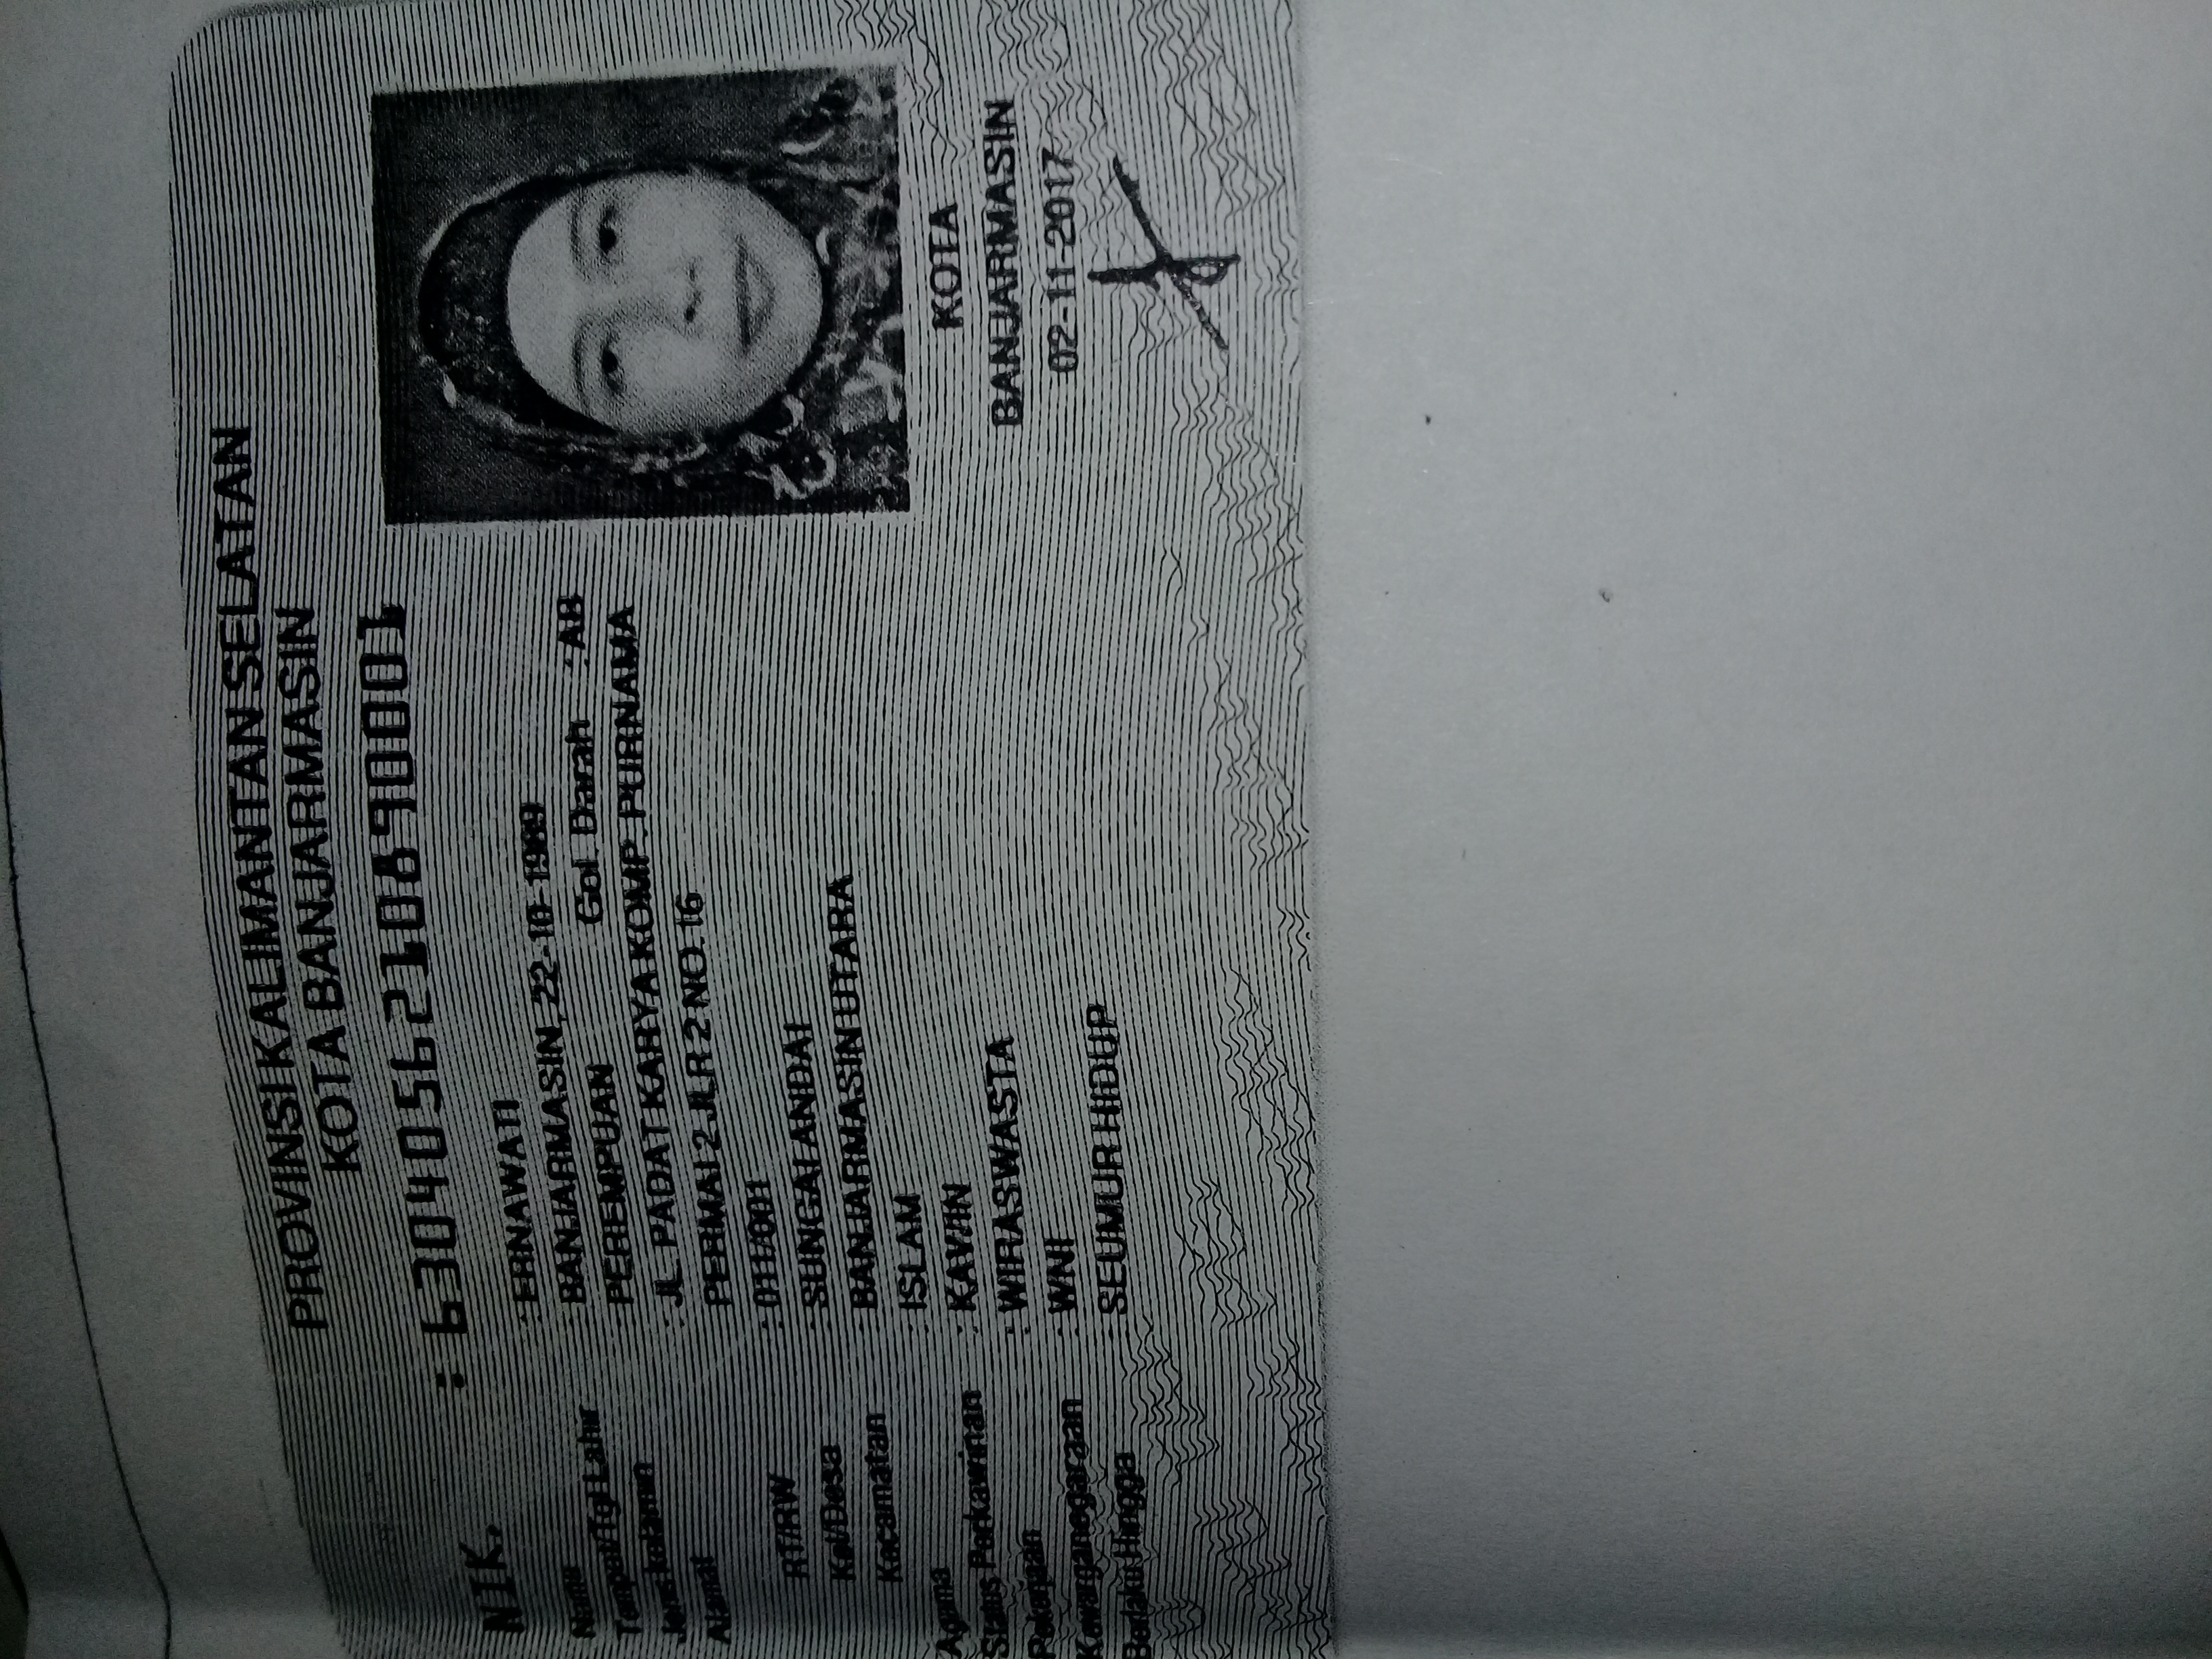 PROVINSI KALIMANTAN SELATAN
KOTA BANJARMASIN
NIK. : 6304056210890001
Nama : ERNAWATI
Tempat/Tgl Lahir : BANJARMASIN, 22-10-1989
Jenis kelamin : PEREMPUAN Gol. Darah : AB
Alamat : JL. PADAT KARYA KOMP. PURNAMA
PERMAI 2 JLR 2 NO. 16
RT/RW : 011/001
Kel/Desa : SUNGAI ANDAI
Kecamatan : BANJARMASIN UTARA
Agama : ISLAM
Status Perkawinan : KAWIN
Pekerjaan : WIRASWASTA
Kewarganegaraan : WNI
Berlaku Hingga : SEUMUR HIDUP
KOTA
BANJARMASIN
02-11-2017